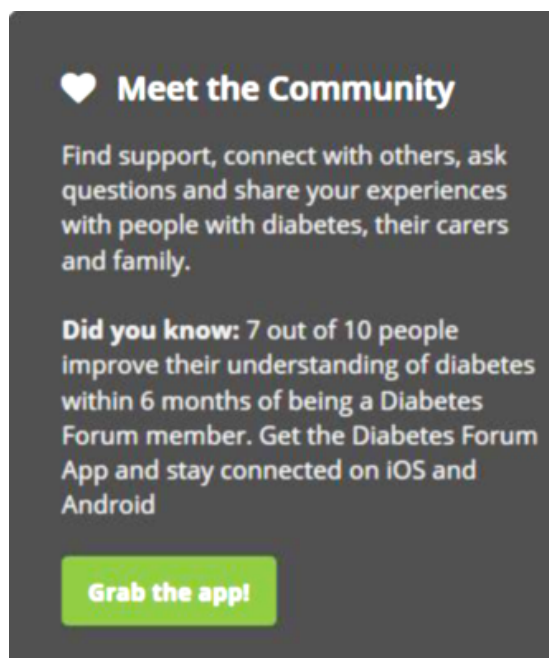 Meet the Community
Find support, connect with others, ask
questions and share your experiences
with people with diabetes, their carers
and family.
Did you know: 7 out of 10 people
improve their understanding of diabetes
within 6 months of being a Diabetes
Forum member. Get the Diabetes Forum
App and stay connected on iOS and
Android
Grab the app!